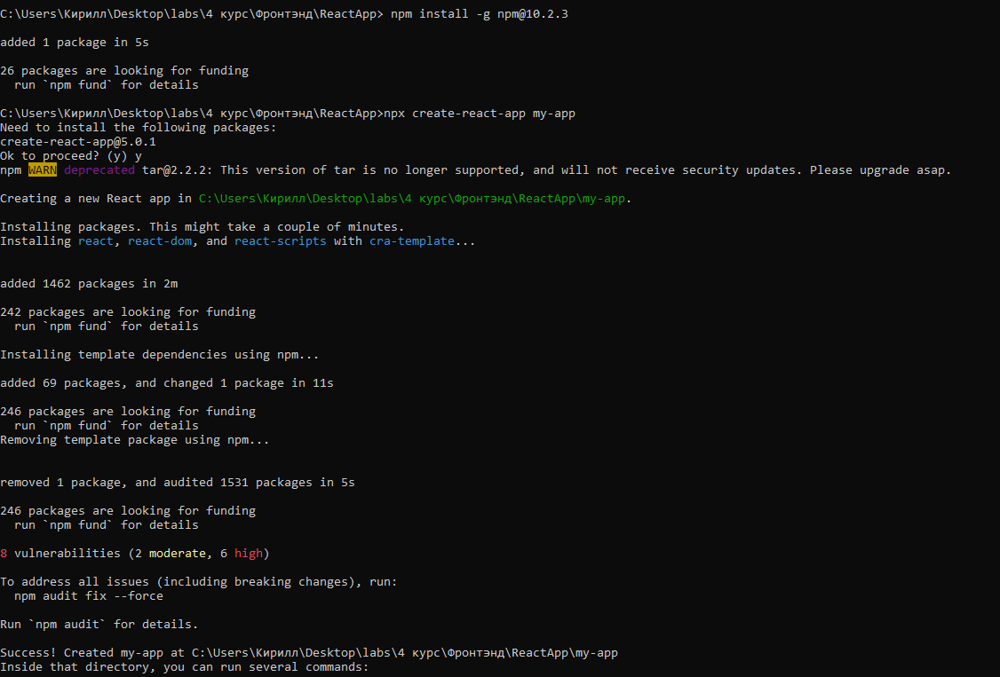 C:\Users\Кирилл\Desktop\labs\4 курс\Фронтэнд\ReactApp> npm install -g npm@10.2.3
added 1 package in 5s
26 packages are looking for funding
  run `npm fund` for details
C:\Users\Кирилл\Desktop\labs\4 курс\Фронтэнд\ReactApp>npx create-react-app my-app
Need to install the following packages:
create-react-app@5.0.1
Ok to proceed? (y) y
npm WARN deprecated tar@2.2.2: This version of tar is no longer supported, and will not receive security updates. Please upgrade asap.
Creating a new React app in C:\Users\Кирилл\Desktop\labs\4 курс\Фронтэнд\ReactApp\my-app.
Installing packages. This might take a couple of minutes.
Installing react, react-dom, and react-scripts with cra-template...
added 1462 packages in 2m
242 packages are looking for funding
  run `npm fund` for details
Installing template dependencies using npm...
added 69 packages, and changed 1 package in 11s
246 packages are looking for funding
  run `npm fund` for details
Removing template package using npm...
removed 1 package, and audited 1531 packages in 5s
246 packages are looking for funding
  run `npm fund` for details
8 vulnerabilities (2 moderate, 6 high)
To address all issues (including breaking changes), run:
  npm audit fix --force
Run `npm audit` for details.
Success! Created my-app at C:\Users\Кирилл\Desktop\labs\4 курс\Фронтэнд\ReactApp\my-app
Inside that directory, you can run several commands: